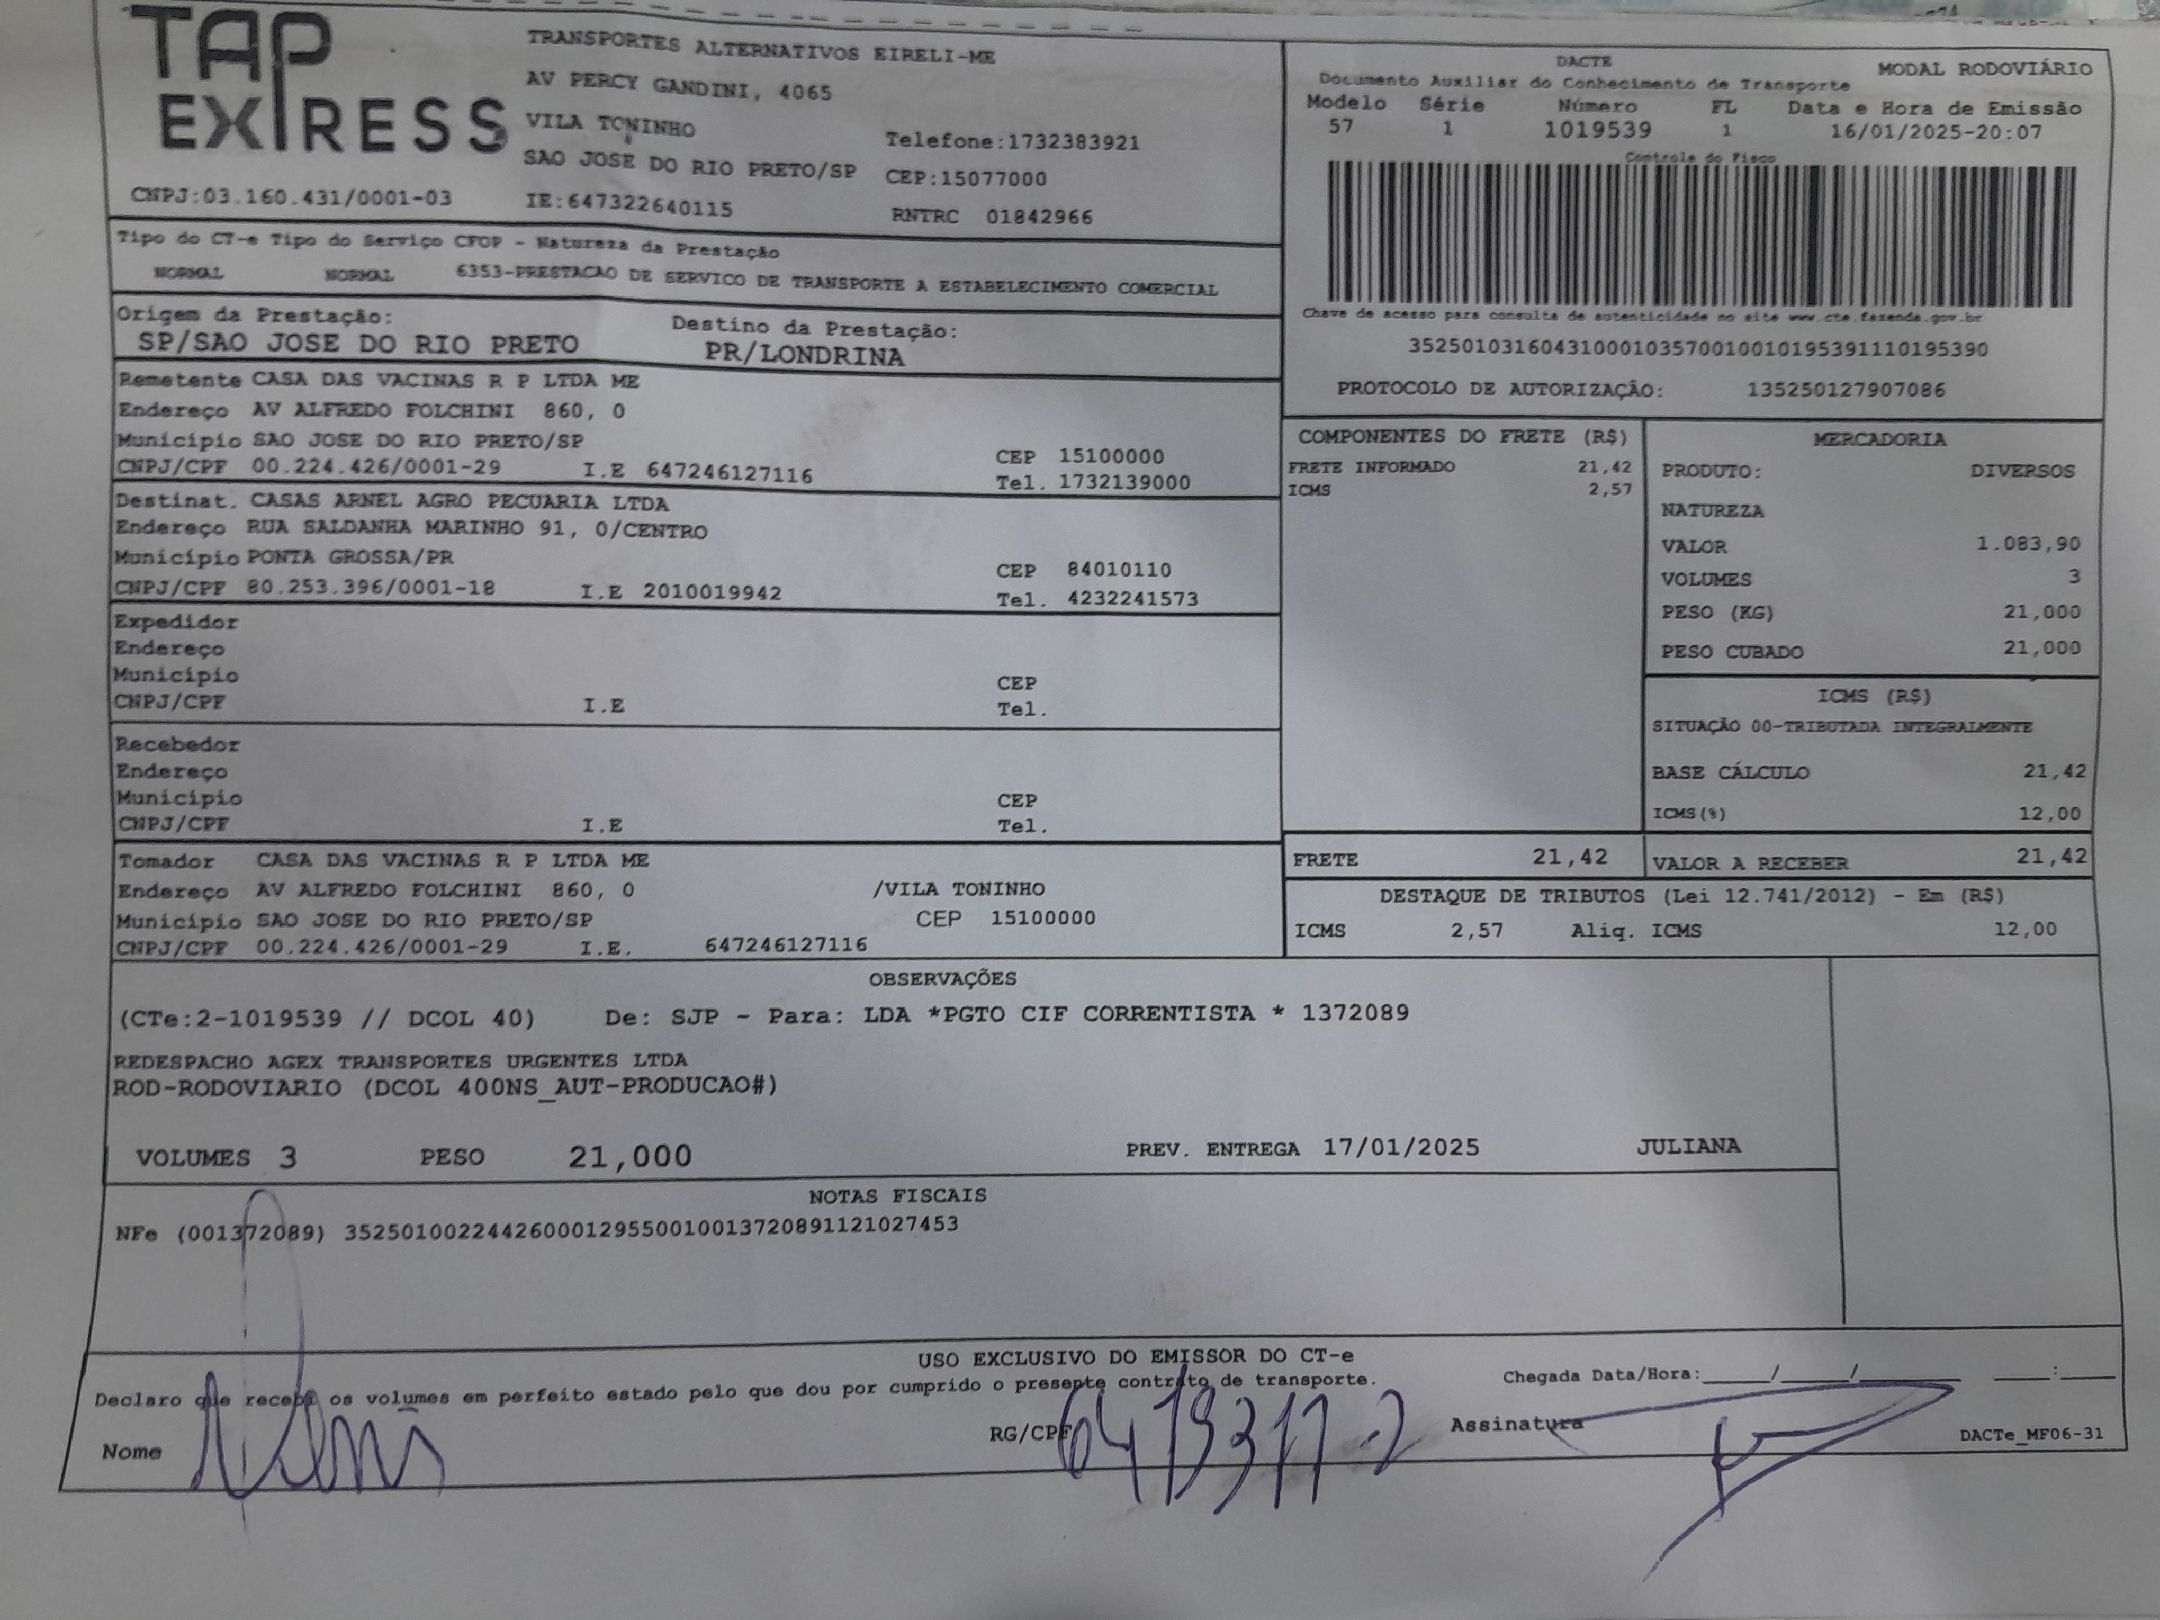 TAP EXPRESS
TRANSPORTES ALTERNATIVOS EIRELI-ME
AV PERCY GANDINI, 4065
VILA TONINHO
Telefone:1732383921
SAO JOSE DO RIO PRETO/SP CEP:15077000
CNPJ:03.160.431/0001-03 IE:647322640115 RNTRC 01842966
DACTE
MODAL RODOVIÁRIO
Documento Auxiliar do Conhecimento de Transporte
Modelo Série Número FL Data e Hora de Emissão
57 1 1019539 1 16/01/2025-20:07
Controle do Fisco
Chave de acesso para consulta de autenticidade no site www.cte.fazenda.gov.br
35250103160431000103570010010195391110195390
PROTOCOLO DE AUTORIZAÇÃO: 135250127907086
Tipo do CT-e Tipo do Serviço CFOP - Natureza da Prestação
NORMAL NORMAL 6353-PRESTACAO DE SERVICO DE TRANSPORTE A ESTABELECIMENTO COMERCIAL
Origem da Prestação: Destino da Prestação:
SP/SAO JOSE DO RIO PRETO PR/LONDRINA
Remetente CASA DAS VACINAS R P LTDA ME
Endereço AV ALFREDO FOLCHINI 860, 0
Município SAO JOSE DO RIO PRETO/SP CEP 15100000
CNPJ/CPF 00.224.426/0001-29 I.E 647246127116 Tel. 1732139000
Destinat. CASAS ARNEL AGRO PECUARIA LTDA
Endereço RUA SALDANHA MARINHO 91, 0/CENTRO
Município PONTA GROSSA/PR CEP 84010110
CNPJ/CPF 80.253.396/0001-18 I.E 2010019942 Tel. 4232241573
Expedidor
Endereço
Município CEP
CNPJ/CPF I.E Tel.
Recebedor
Endereço
Município CEP
CNPJ/CPF I.E Tel.
Tomador CASA DAS VACINAS R P LTDA ME
Endereço AV ALFREDO FOLCHINI 860, 0 /VILA TONINHO
Município SAO JOSE DO RIO PRETO/SP CEP 15100000
CNPJ/CPF 00.224.426/0001-29 I.E. 647246127116
COMPONENTES DO FRETE (R$)
FRETE INFORMADO 21,42
ICMS 2,57
MERCADORIA
PRODUTO: DIVERSOS
NATUREZA
VALOR 1.083,90
VOLUMES 3
PESO (KG) 21,000
PESO CUBADO 21,000
ICMS (R$)
SITUAÇÃO 00-TRIBUTADA INTEGRALMENTE
BASE CÁLCULO 21,42
ICMS(%) 12,00
FRETE 21,42 VALOR A RECEBER 21,42
DESTAQUE DE TRIBUTOS (Lei 12.741/2012) - Em (R$)
ICMS 2,57 Aliq. ICMS 12,00
OBSERVAÇÕES
(CTe:2-1019539 // DCOL 40) De: SJP - Para: LDA *PGTO CIF CORRENTISTA * 1372089
REDESPACHO AGEX TRANSPORTES URGENTES LTDA
ROD-RODOVIARIO (DCOL 400NS_AUT-PRODUCAO#)
VOLUMES 3 PESO 21,000 PREV. ENTREGA 17/01/2025 JULIANA
NOTAS FISCAIS
NFe (001372089) 35250100224426000129550010013720891121027453
USO EXCLUSIVO DO EMISSOR DO CT-e
Declaro que recebi os volumes em perfeito estado pelo que dou por cumprido o presente contrato de transporte. Chegada Data/Hora:_____/_____/________ ____:____
Nome RG/CPF Assinatura DACTe_MF06-31